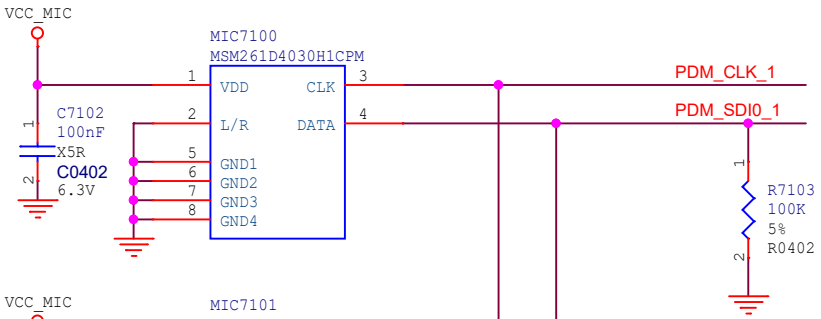 VCC_MIC
MIC7100
MSM261D4030H1CPM
1 VDD CLK 3 PDM_CLK_1
2 L/R DATA 4 PDM_SDI0_1
C7102
1
100nF
X5R
C0402
2
6.3V
5 GND1
6 GND2
7 GND3
8 GND4
1
R7103
100K
5%
R0402
2
VCC_MIC
MIC7101